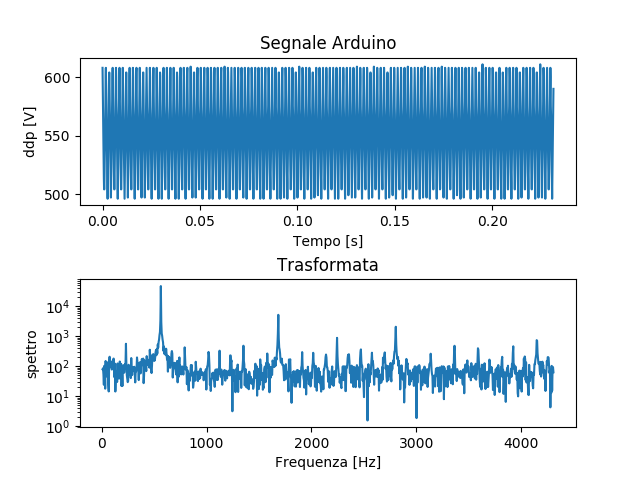 Segnale Arduino
600
550
500
ddp [V]
0.00 0.05 0.10 0.15 0.20
Tempo [s]
Trasformata
10^4
10^3
10^2
10^1
10^0
spettro
0 1000 2000 3000 4000
Frequenza [Hz]